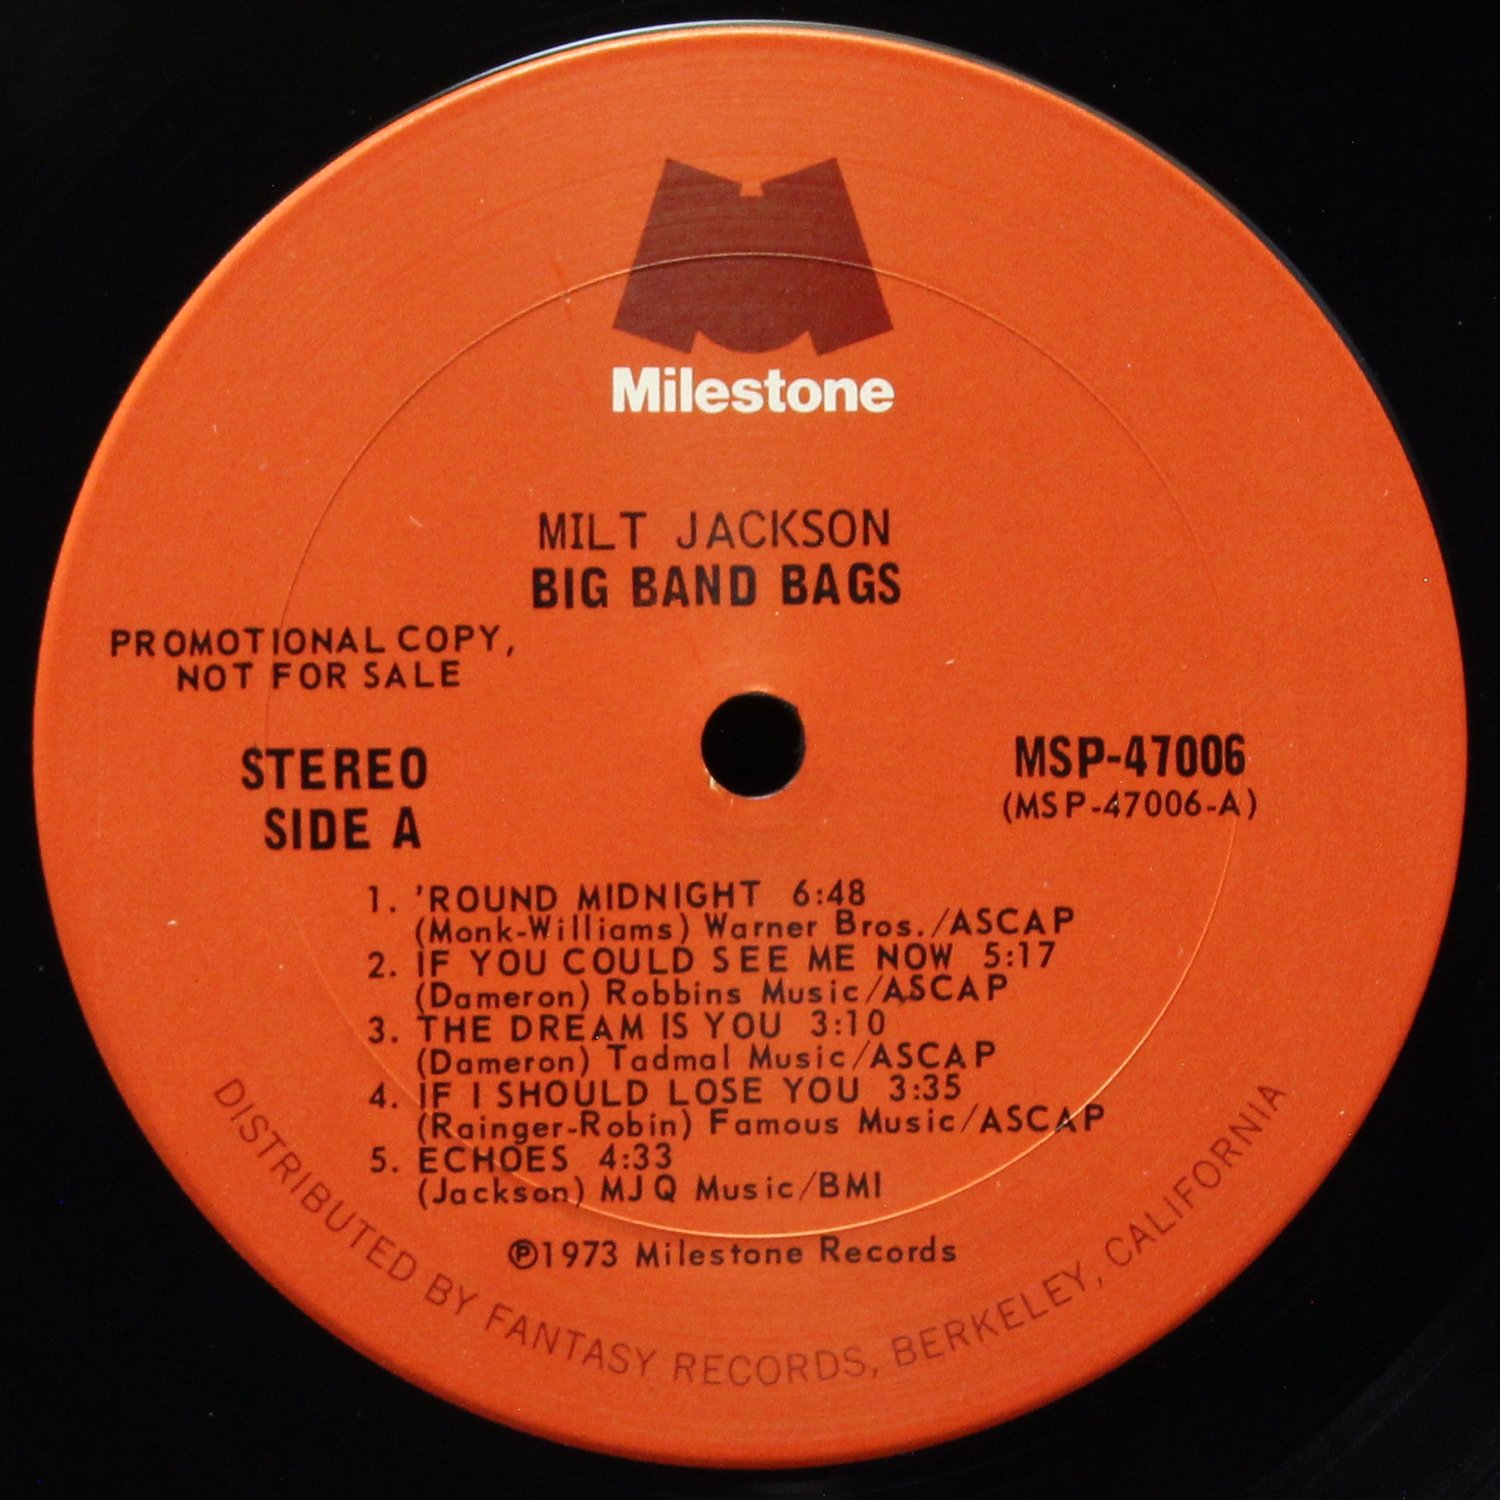 Milestone
MILT JACKSON
BIG BAND BAGS
PROMOTIONAL COPY,
NOT FOR SALE
STEREO
SIDE A
MSP-47006
(MSP-47006-A)
1. 'ROUND MIDNIGHT 6:48
(Monk-Williams) Warner Bros./ASCAP
2. IF YOU COULD SEE ME NOW 5:17
(Dameron) Robbins Music/ASCAP
3. THE DREAM IS YOU 3:10
(Dameron) Tadmal Music/ASCAP
4. IF I SHOULD LOSE YOU 3:35
(Rainger-Robin) Famous Music/ASCAP
5. ECHOES 4:33
(Jackson) MJQ Music/BMI
℗1973 Milestone Records
DISTRIBUTED BY FANTASY RECORDS, BERKELEY, CALIFORNIA